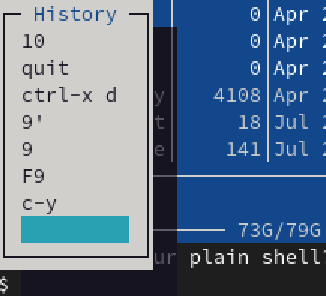 History
0 Apr 2
10
0 Apr 2
quit
0 Apr 2
ctrl-x d
y 4108 Apr 2
9'
t 18 Jul 2
9
e 141 Jul 2
F9
c-y
73G/79G
ur plain shell?
$